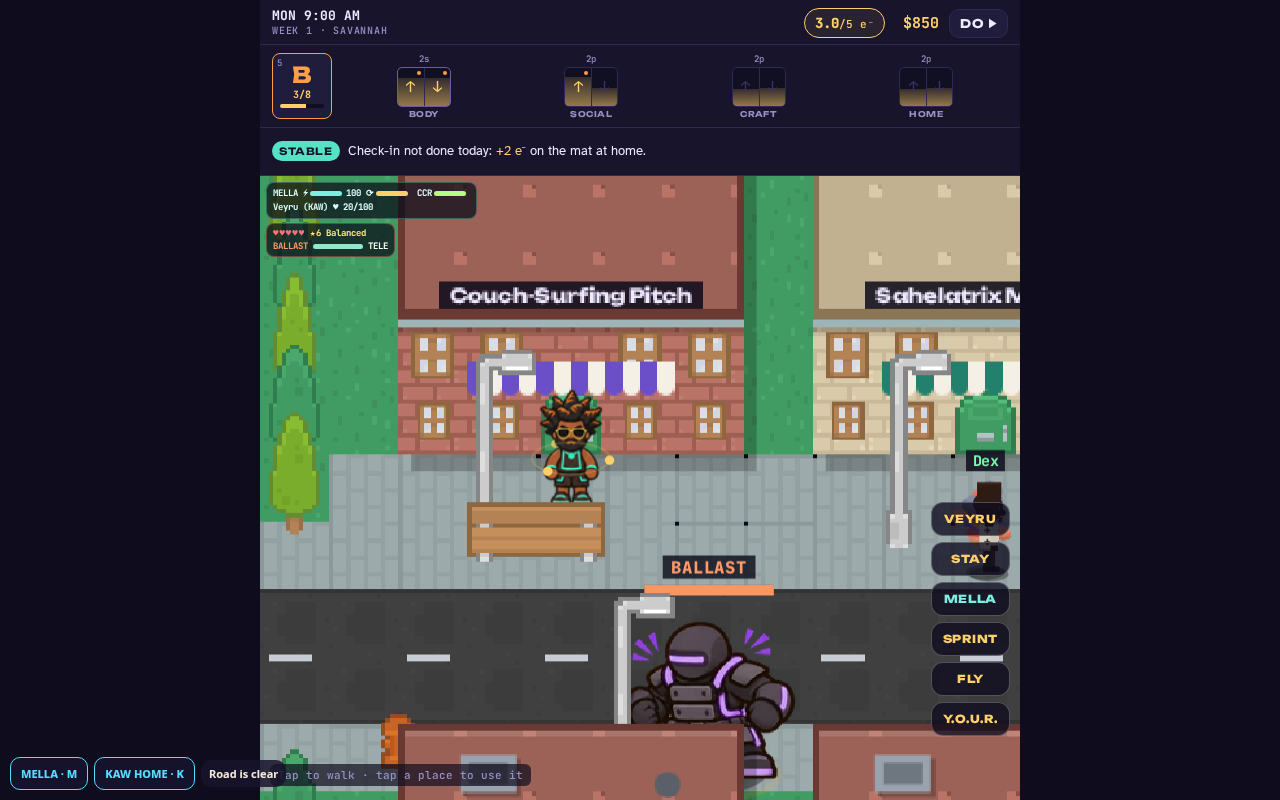 MON 9:00 AM
WEEK 1 · SAVANNAH
3.0/5 e⁻
$850
DO ▶
5
B
3/8
2s
BODY
2p
SOCIAL
2p
CRAFT
2p
HOME
STABLE
Check-in not done today: +2 e⁻ on the mat at home.
MELLA ⚡ 100 ⟳ CCR
Veyru (KAW) ♥ 20/100
♥♥♥♥♥ ★6 Balanced
BALLAST TELE
Couch-Surfing Pitch
Sahelatrix M
Dex
VEYRU
STAY
BALLAST
MELLA
SPRINT
FLY
Y.O.U.R.
MELLA · M
KAW HOME · K
Road is clear
ap to walk · tap a place to use it